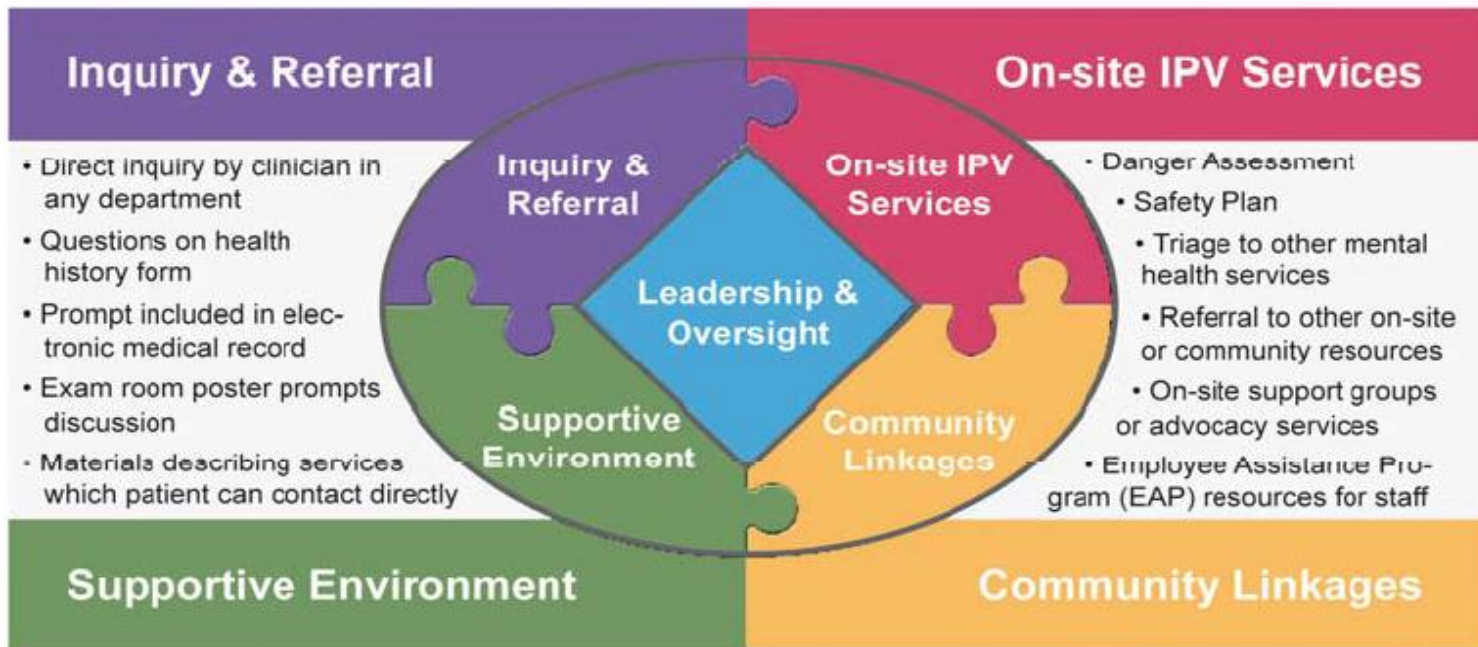 Inquiry & Referral
• Direct inquiry by clinician in
any department
• Questions on health
history form
• Prompt included in elec-
tronic medical record
• Exam room poster prompts
discussion
• Materials describing services
which patient can contact directly
On-site IPV Services
• Danger Assessment
• Safety Plan
• Triage to other mental
health services
• Referral to other on-site
or community resources
• On-site support groups
or advocacy services
• Employee Assistance Pro-
gram (EAP) resources for staff
Inquiry &
Referral
On-site IPV
Services
Leadership &
Oversight
Supportive
Environment
Community
Linkages
Supportive Environment
Community Linkages